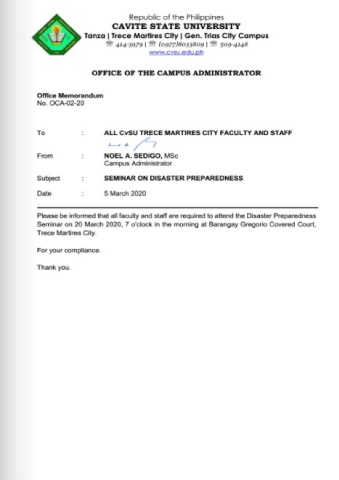 Republic of the Philippines
CAVITE STATE UNIVERSITY
Tanza | Trece Martires City | Gen. Trias City Campus
☏ 414-3979 | ☏ (0977)8033809 | ☏ 509-4148
www.cvsu.edu.ph
OFFICE OF THE CAMPUS ADMINISTRATOR
Office Memorandum
No. OCA-02-20
To : ALL CvSU TRECE MARTIRES CITY FACULTY AND STAFF
From : NOEL A. SEDIGO, MSc
Campus Administrator
Subject : SEMINAR ON DISASTER PREPAREDNESS
Date : 5 March 2020
Please be informed that all faculty and staff are required to attend the Disaster Preparedness
Seminar on 20 March 2020, 7 o'clock in the morning at Barangay Gregorio Covered Court,
Trece Martires City.
For your compliance.
Thank you.